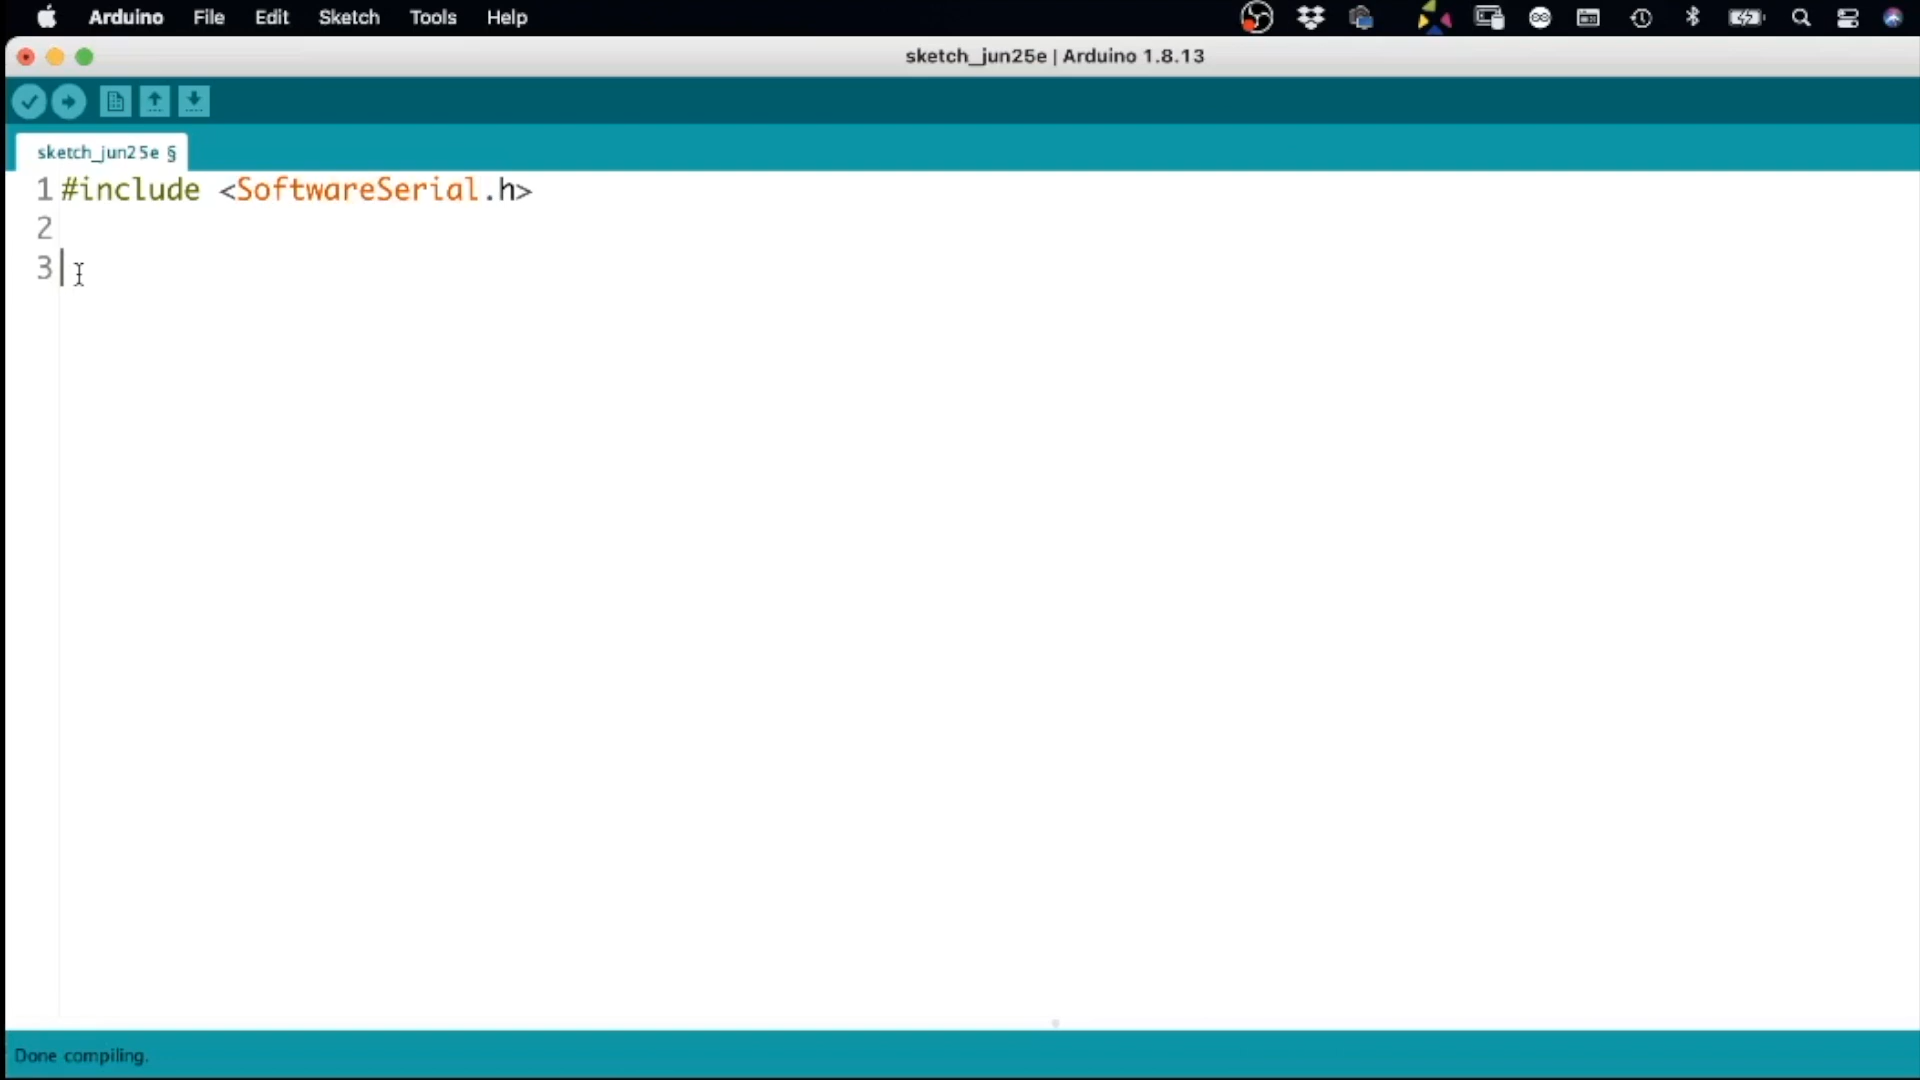 Arduino File Edit Sketch Tools Help
sketch_jun25e | Arduino 1.8.13
sketch_jun25e §
1 #include <SoftwareSerial.h>
2
3
Done compiling.